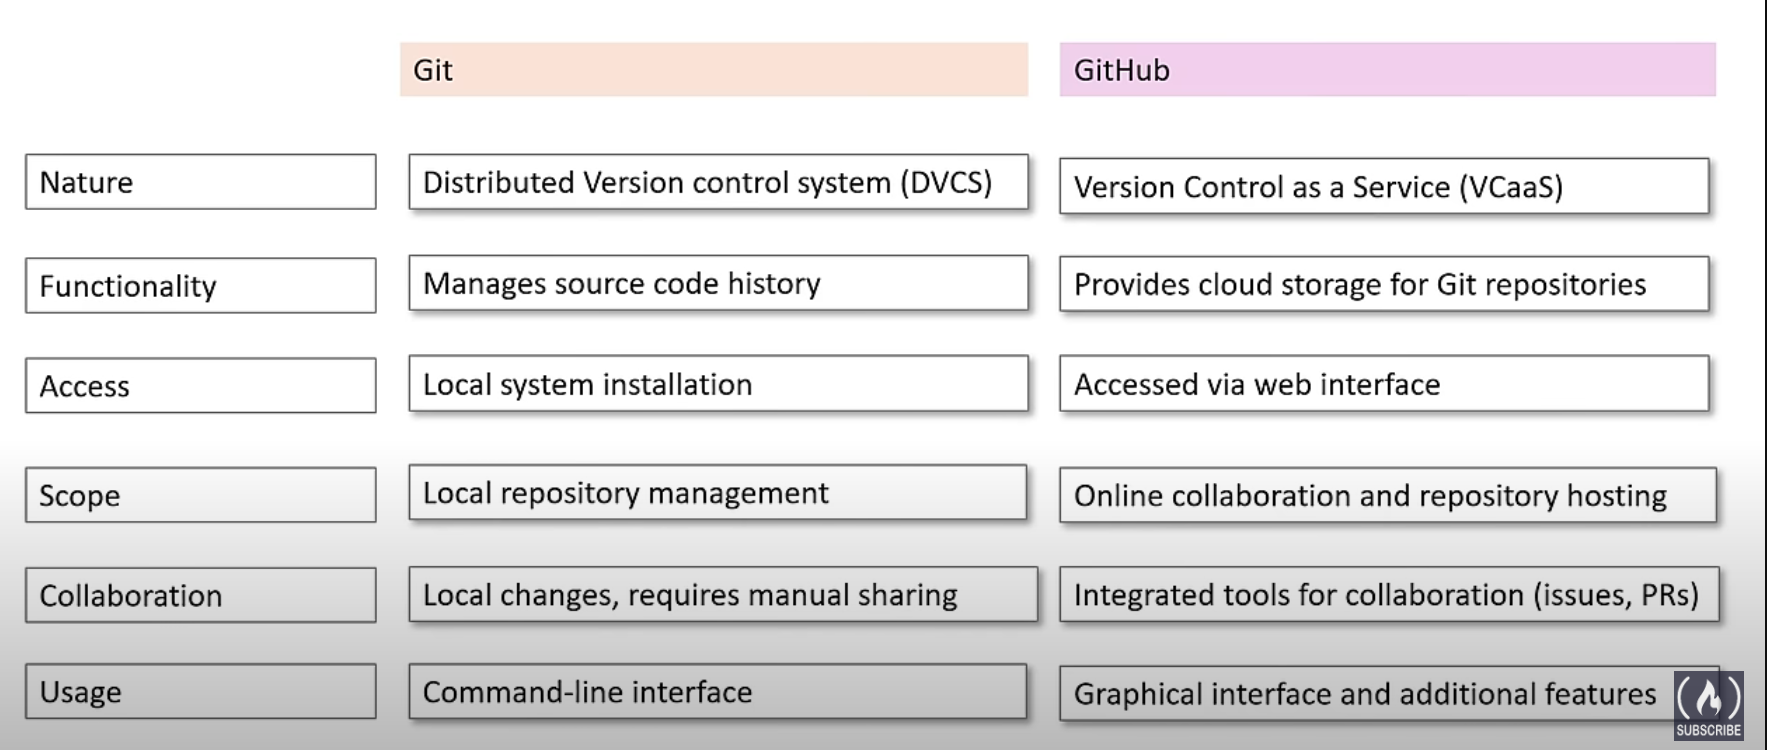 Git
GitHub
Nature
Distributed Version control system (DVCS)
Version Control as a Service (VCaaS)
Functionality
Manages source code history
Provides cloud storage for Git repositories
Access
Local system installation
Accessed via web interface
Scope
Local repository management
Online collaboration and repository hosting
Collaboration
Local changes, requires manual sharing
Integrated tools for collaboration (issues, PRs)
Usage
Command-line interface
Graphical interface and additional features
SUBSCRIBE